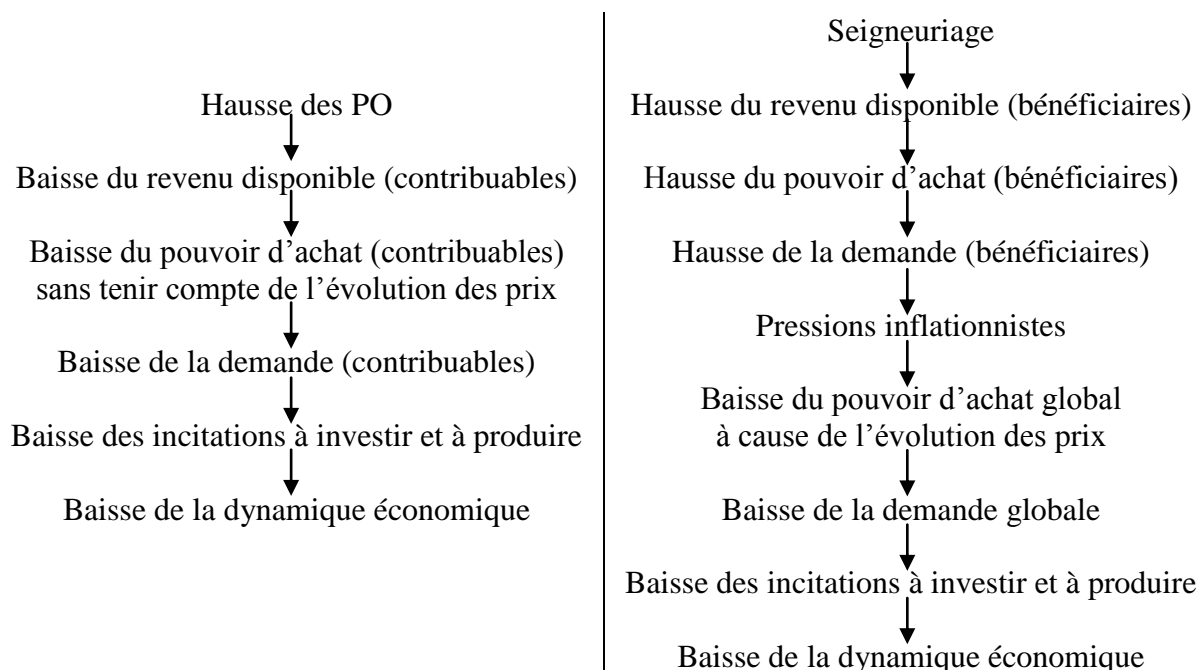 Hausse des PO
Baisse du revenu disponible (contribuables)
Baisse du pouvoir d’achat (contribuables)
sans tenir compte de l’évolution des prix
Baisse de la demande (contribuables)
Baisse des incitations à investir et à produire
Baisse de la dynamique économique
Seigneuriage
Hausse du revenu disponible (bénéficiaires)
Hausse du pouvoir d’achat (bénéficiaires)
Hausse de la demande (bénéficiaires)
Pressions inflationnistes
Baisse du pouvoir d’achat global
à cause de l’évolution des prix
Baisse de la demande globale
Baisse des incitations à investir et à produire
Baisse de la dynamique économique